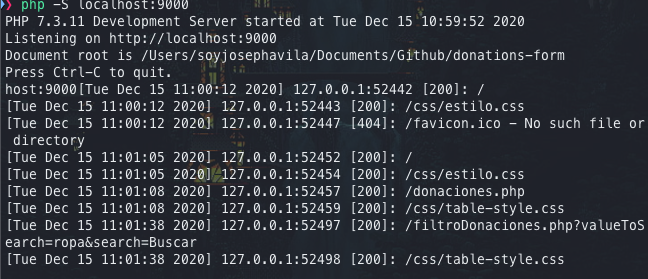 ❯ php -S localhost:9000
PHP 7.3.11 Development Server started at Tue Dec 15 10:59:52 2020
Listening on http://localhost:9000
Document root is /Users/soyjosephavila/Documents/Github/donations-form
Press Ctrl-C to quit.
host:9000[Tue Dec 15 11:00:12 2020] 127.0.0.1:52442 [200]: /
[Tue Dec 15 11:00:12 2020] 127.0.0.1:52443 [200]: /css/estilo.css
[Tue Dec 15 11:00:12 2020] 127.0.0.1:52447 [404]: /favicon.ico - No such file or
directory
[Tue Dec 15 11:01:05 2020] 127.0.0.1:52452 [200]: /
[Tue Dec 15 11:01:05 2020] 127.0.0.1:52454 [200]: /css/estilo.css
[Tue Dec 15 11:01:08 2020] 127.0.0.1:52457 [200]: /donaciones.php
[Tue Dec 15 11:01:08 2020] 127.0.0.1:52459 [200]: /css/table-style.css
[Tue Dec 15 11:01:38 2020] 127.0.0.1:52497 [200]: /filtroDonaciones.php?valueToS
earch=ropa&search=Buscar
[Tue Dec 15 11:01:38 2020] 127.0.0.1:52498 [200]: /css/table-style.css